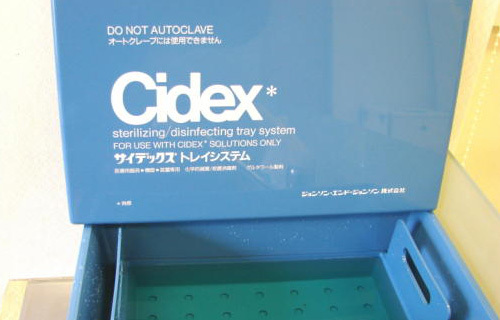 DO NOT AUTOCLAVE
オートクレーブには使用できません
Cidex*
sterilizing/disinfecting tray system
FOR USE WITH CIDEX* SOLUTIONS ONLY
サイデックス トレイシステム
ジョンソン・エンド・ジョンソン 株式会社
*商標